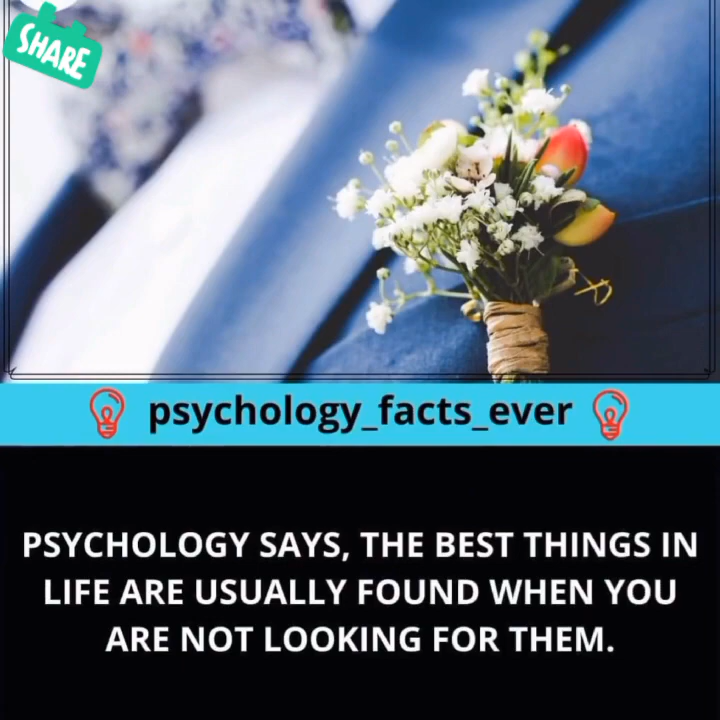 SHARE
psychology_facts_ever
PSYCHOLOGY SAYS, THE BEST THINGS IN
LIFE ARE USUALLY FOUND WHEN YOU
ARE NOT LOOKING FOR THEM.